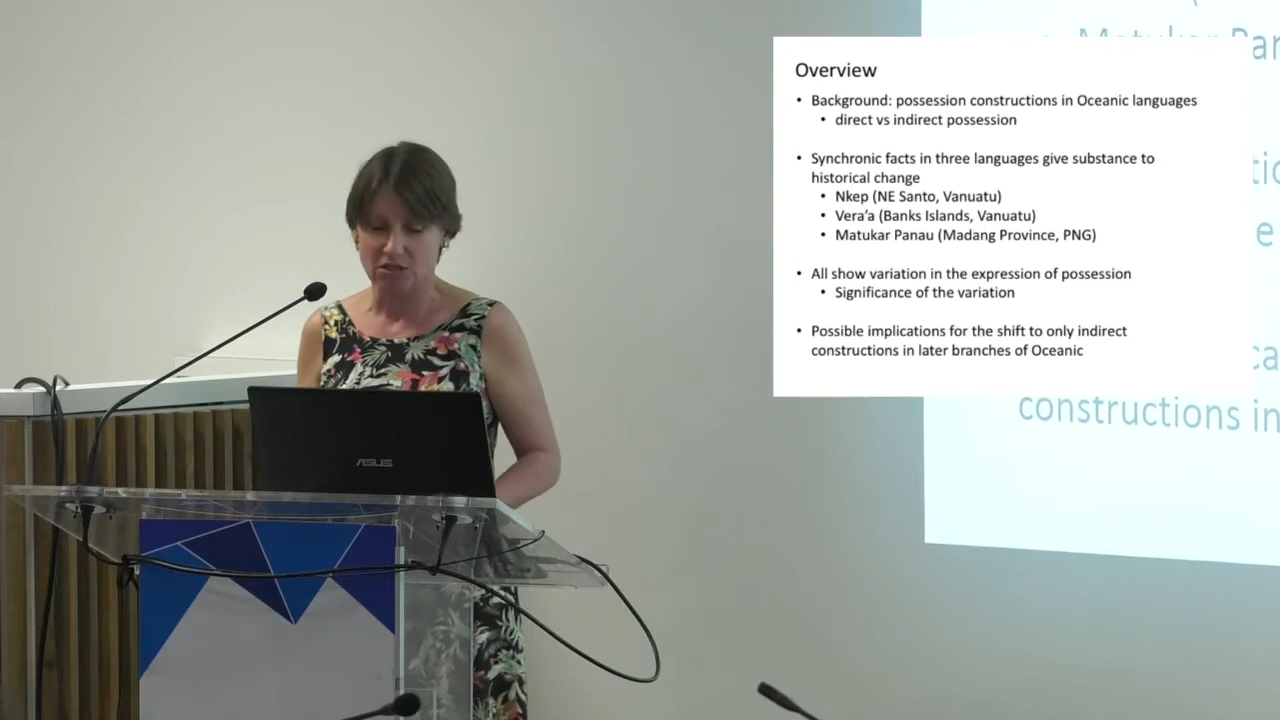 Overview
• Background: possession constructions in Oceanic languages
• direct vs indirect possession
• Synchronic facts in three languages give substance to
historical change
• Nkep (NE Santo, Vanuatu)
• Vera'a (Banks Islands, Vanuatu)
• Matukar Panau (Madang Province, PNG)
• All show variation in the expression of possession
• Significance of the variation
• Possible implications for the shift to only indirect
constructions in later branches of Oceanic
constructions in
ASUS